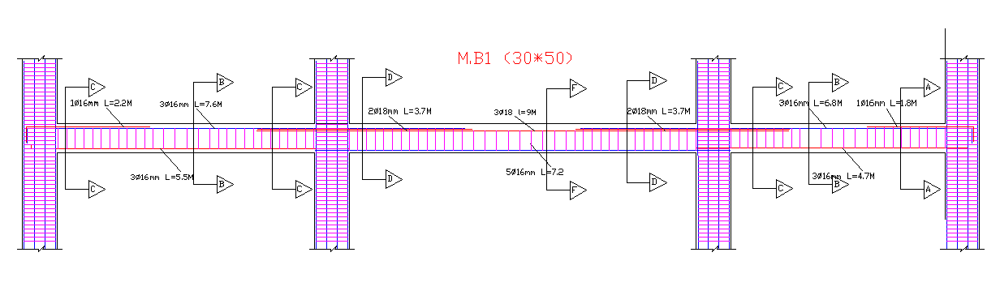 M.B1 (30*50)
C B C D F D C B A
1Ø16mm L=2.2M
3Ø16mm L=7.6M
2Ø18mm L=3.7M
3Ø18 l=9M
2Ø18mm L=3.7M
3Ø16mm L=6.8M
1Ø16mm L=1.8M
3Ø16mm L=5.5M
5Ø16mm L=7.2
3Ø16mm L=4.7M
C B C D F D C B A